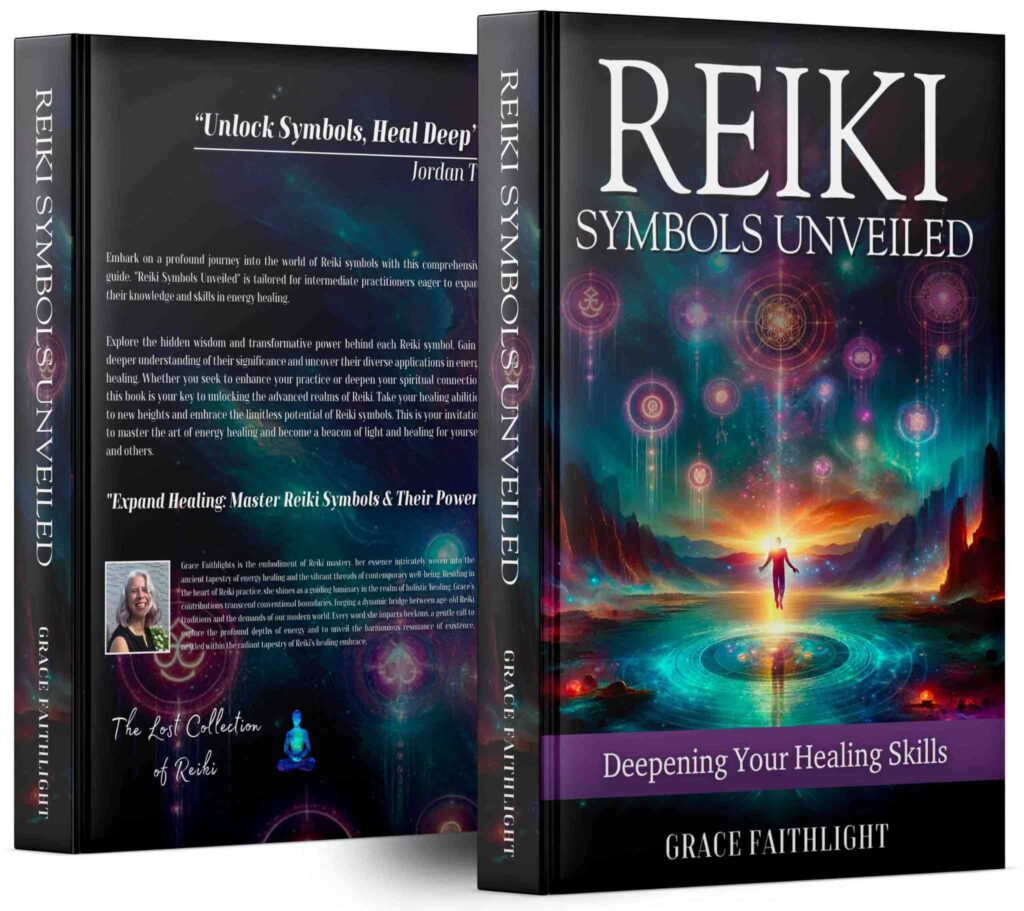 REIKI SYMBOLS UNVEILED
GRACE FAITHLIGHT
“Unlock Symbols, Heal Deep”
Jordan T
Embark on a profound journey into the world of Reiki symbols with this comprehensiv
guide. "Reiki Symbols Unveiled" is tailored for intermediate practitioners eager to expan
their knowledge and skills in energy healing.
Explore the hidden wisdom and transformative power behind each Reiki symbol. Gain
deeper understanding of their significance and uncover their diverse applications in energ
healing. Whether you seek to enhance your practice or deepen your spiritual connectio
this book is your key to unlocking the advanced realms of Reiki. Take your healing abilitie
to new heights and embrace the limitless potential of Reiki symbols. This is your invitatio
to master the art of energy healing and become a beacon of light and healing for yourse
and others.
"Expand Healing: Master Reiki Symbols & Their Power
Grace Faithlights is the embodiment of Reiki mastery, her essence intricately woven into the
ancient tapestry of energy healing and the vibrant threads of contemporary well-being. Residing in
the heart of Reiki practice, she shines as a guiding luminary in the realm of holistic healing. Grace's
contributions transcend conventional boundaries, forging a dynamic bridge between age-old Reiki
traditions and the demands of our modern world. Every word she imparts beckons, a gentle call to
explore the profound depths of energy and to unveil the harmonious resonance of existence,
nestled within the radiant tapestry of Reiki's healing embrace.
The Lost Collection
of Reiki
REIKI SYMBOLS UNVEILED
GRACE FAITHLIGHT
REIKI
SYMBOLS UNVEILED
Deepening Your Healing Skills
GRACE FAITHLIGHT